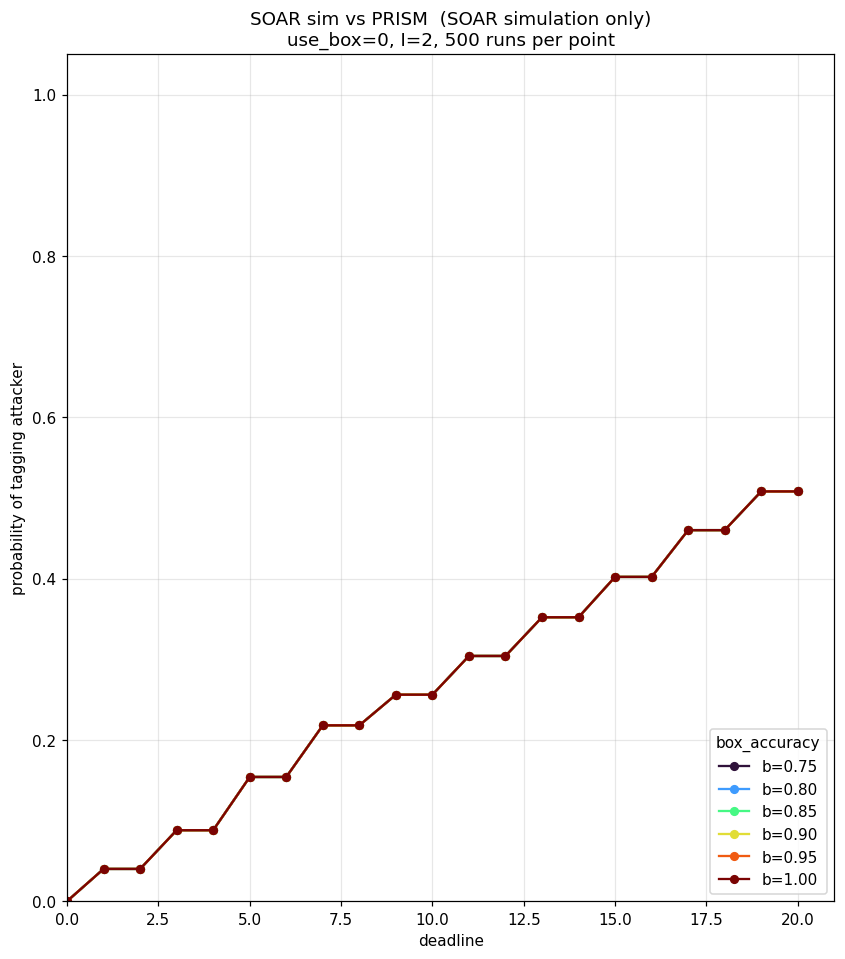 SOAR sim vs PRISM  (SOAR simulation only)
use_box=0, I=2, 500 runs per point
probability of tagging attacker
1.0
0.8
0.6
0.4
0.2
0.0
box_accuracy
b=0.75
b=0.80
b=0.85
b=0.90
b=0.95
b=1.00
0.0 2.5 5.0 7.5 10.0 12.5 15.0 17.5 20.0
deadline